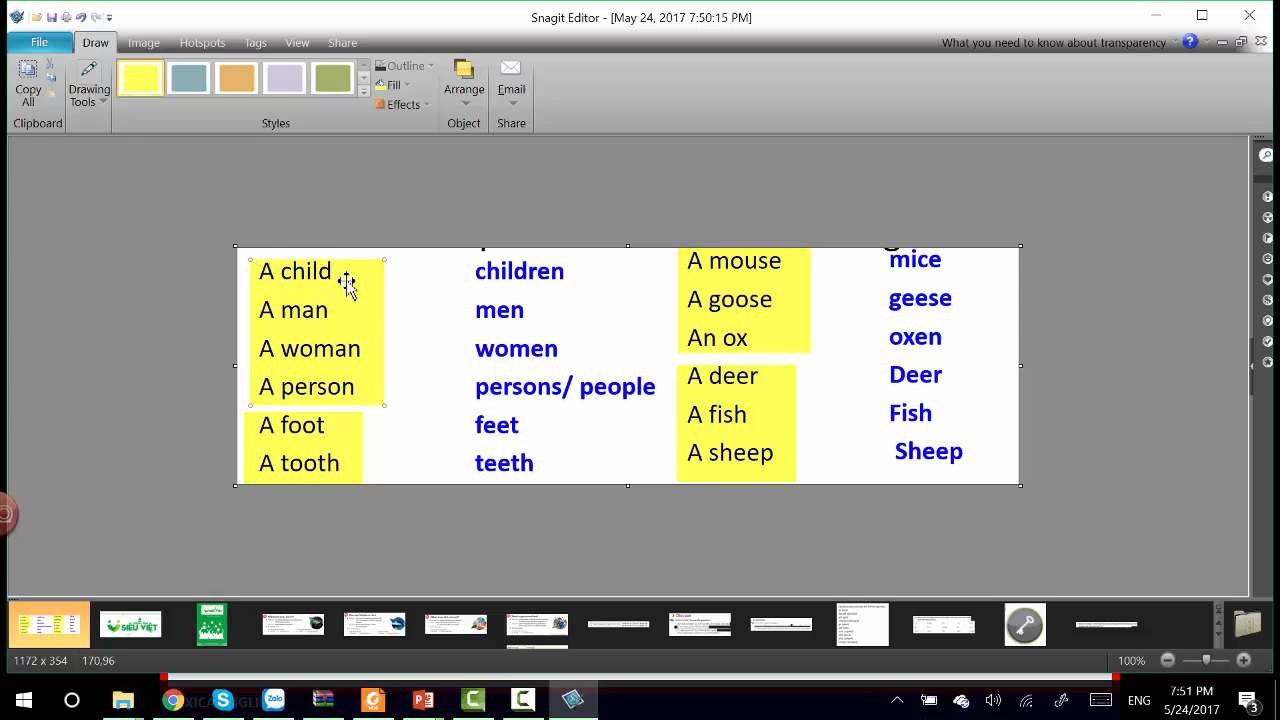 Snagit Editor - [May 24, 2017 7:50:15 PM]
File Draw Image Hotspots Tags View Share
What you need to know about transparency
Copy All
Drawing Tools
Outline
Fill
Effects
Arrange
Email
Clipboard
Styles
Object
Share
A child children
A man men
A woman women
A person persons/ people
A foot feet
A tooth teeth
A mouse mice
A goose geese
An ox oxen
A deer Deer
A fish Fish
A sheep Sheep
SIÊU VIỆT
1172 x 354 170,96
100%
ENG
7:51 PM
5/24/2017
3